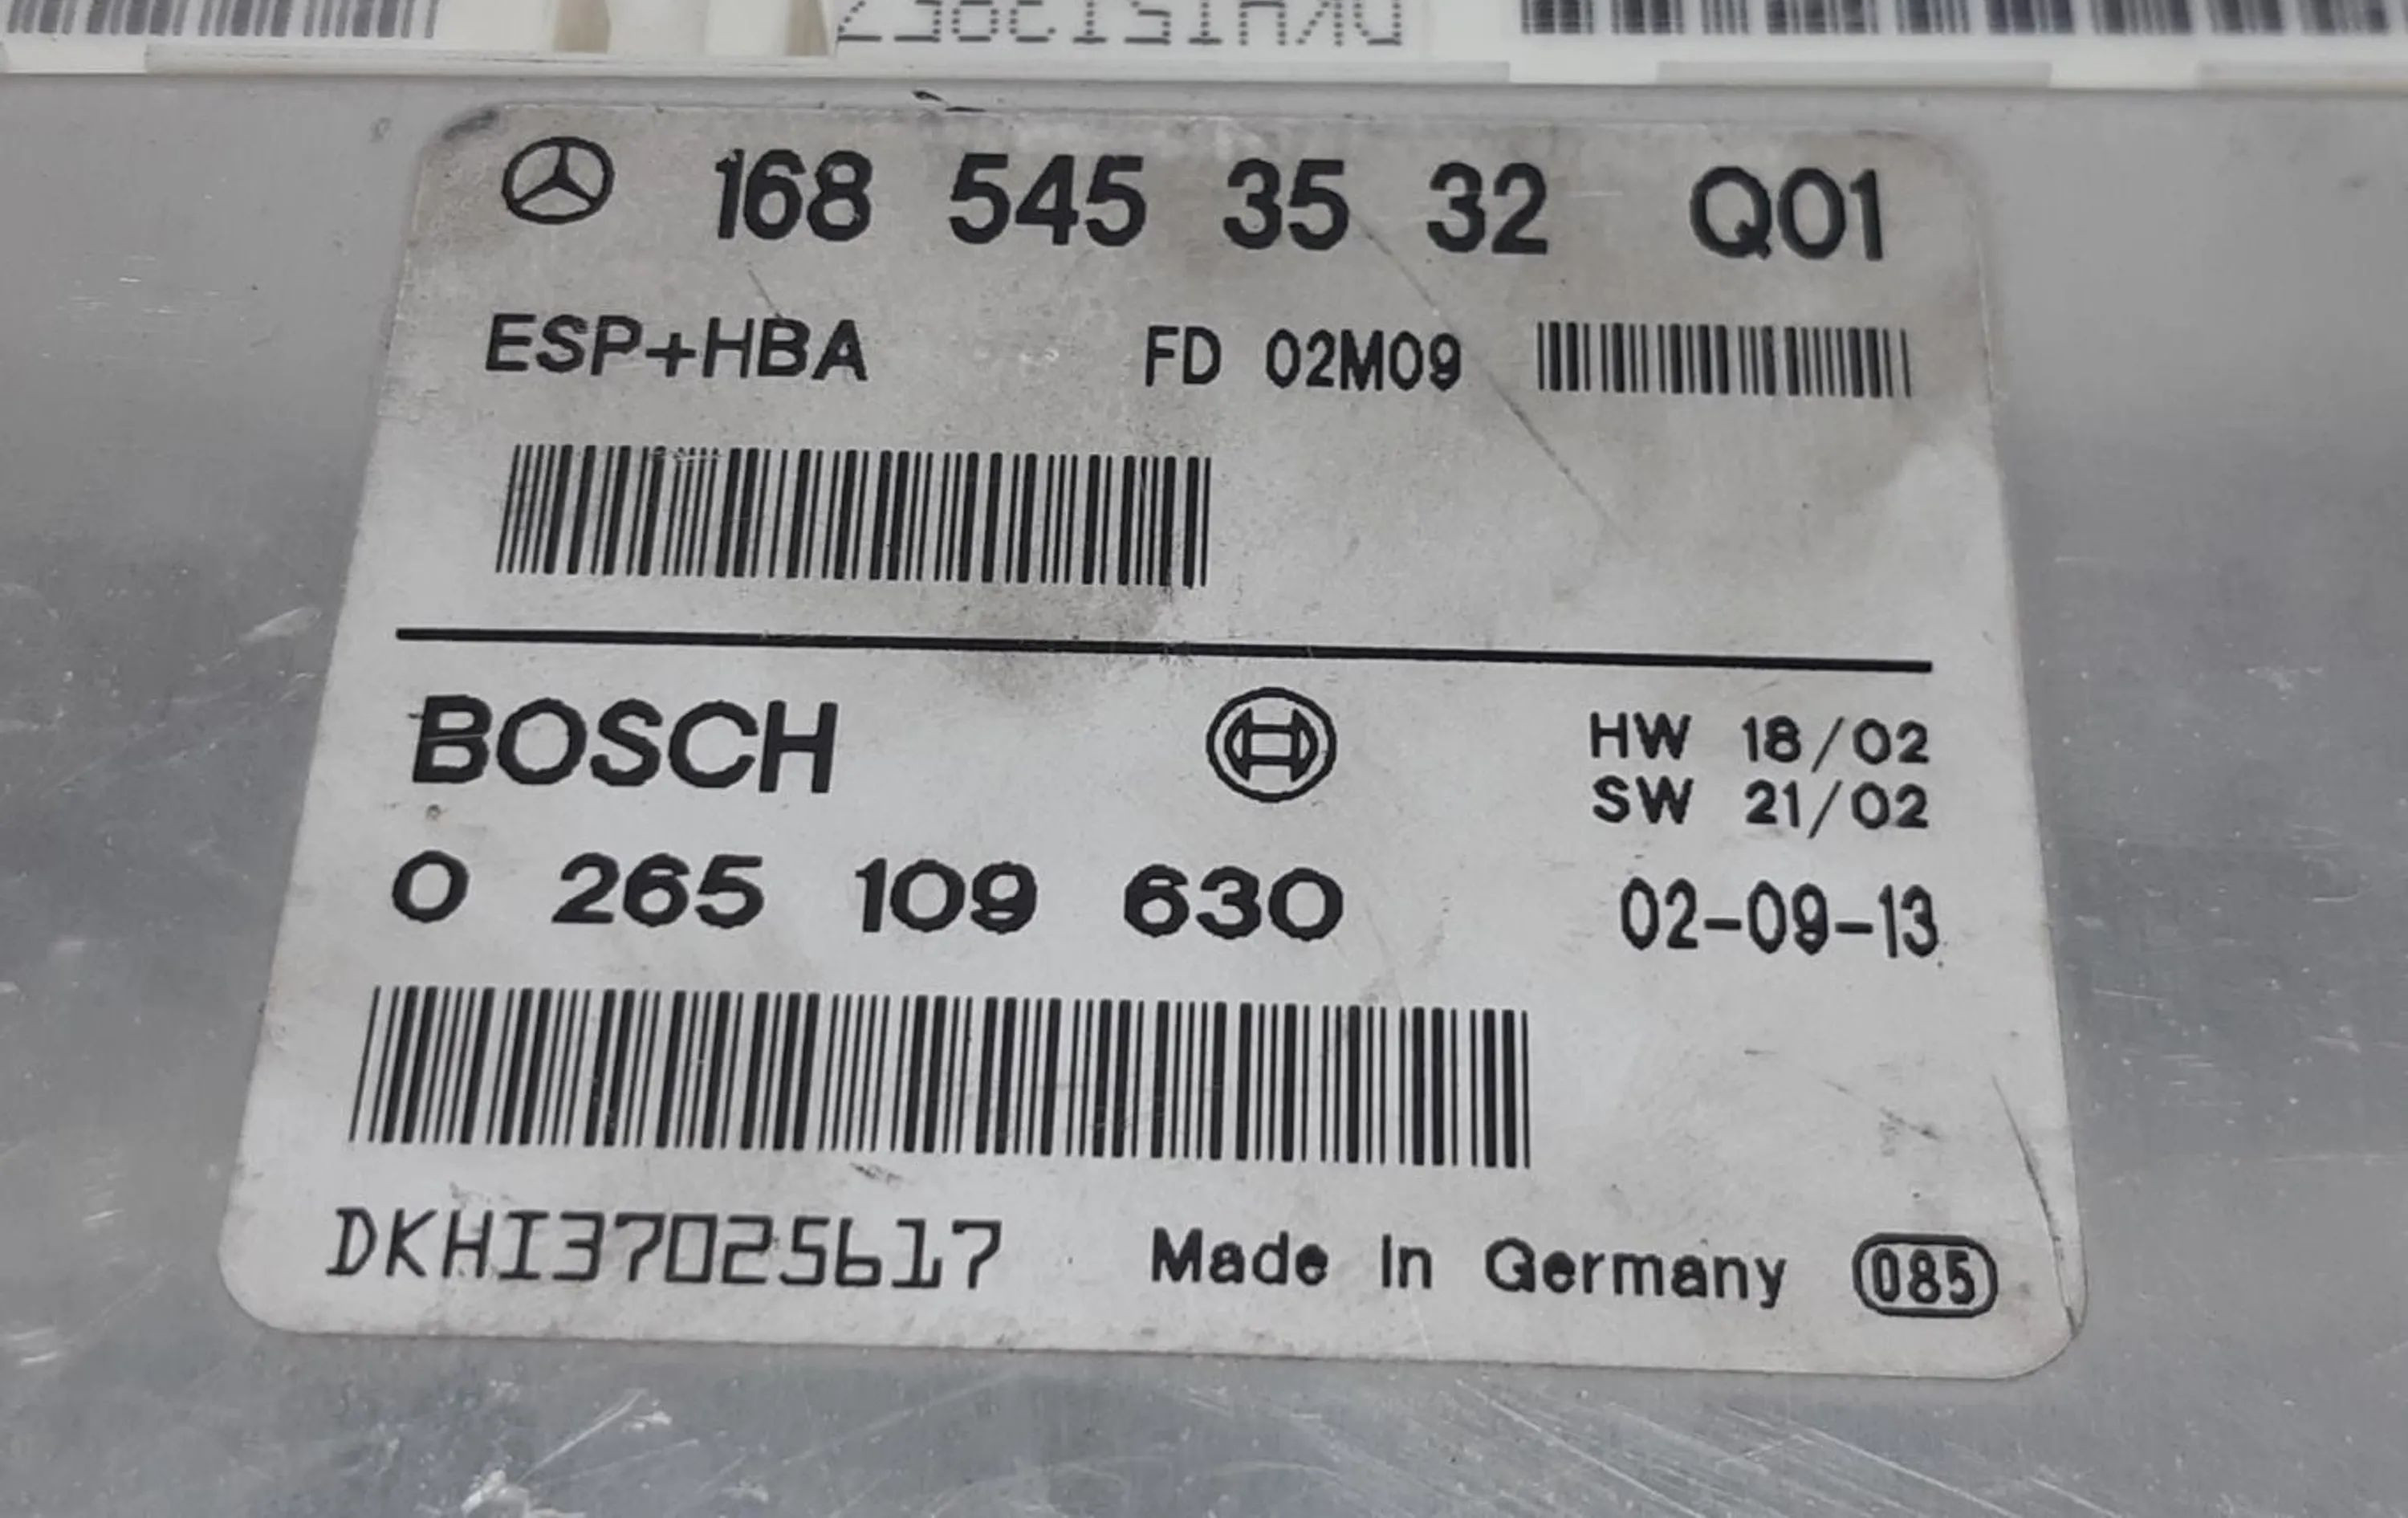 168 545 35 32 Q01
ESP+HBA FD 02M09
BOSCH HW 18/02
SW 21/02
0 265 109 630 02-09-13
DKHI37025617 Made In Germany 085